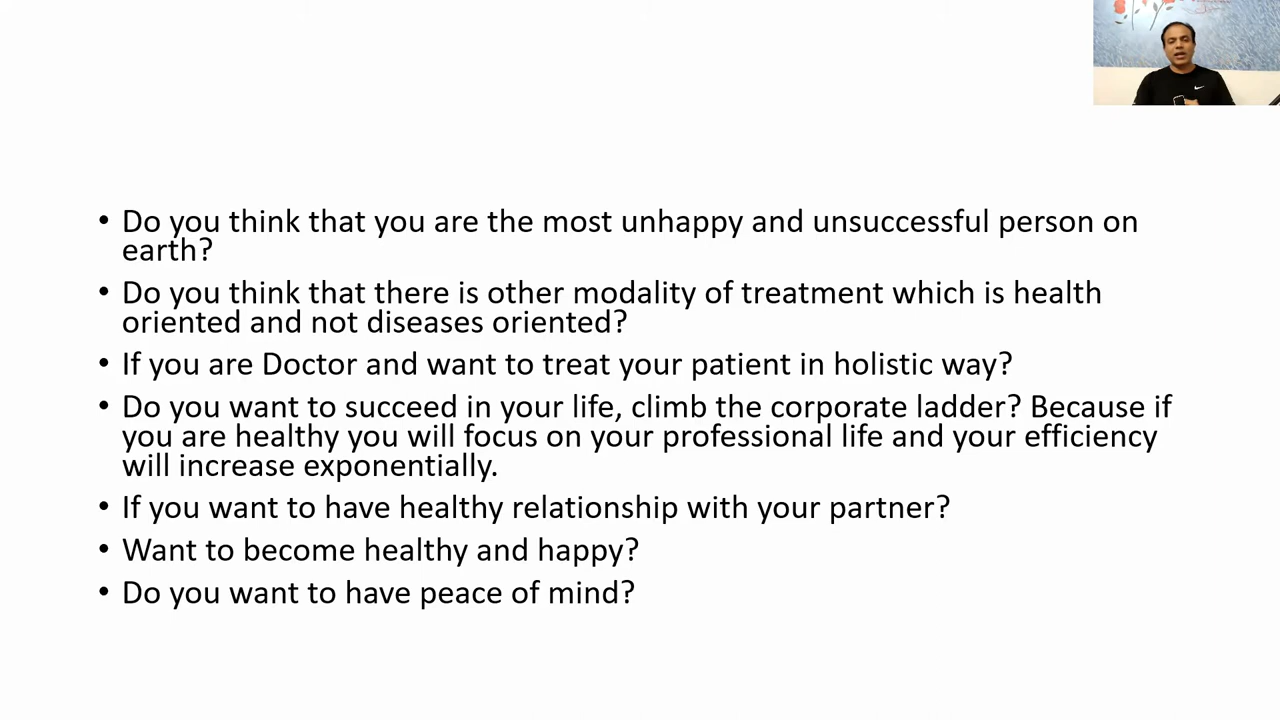 • Do you think that you are the most unhappy and unsuccessful person on
earth?
• Do you think that there is other modality of treatment which is health
oriented and not diseases oriented?
• If you are Doctor and want to treat your patient in holistic way?
• Do you want to succeed in your life, climb the corporate ladder? Because if
you are healthy you will focus on your professional life and your efficiency
will increase exponentially.
• If you want to have healthy relationship with your partner?
• Want to become healthy and happy?
• Do you want to have peace of mind?